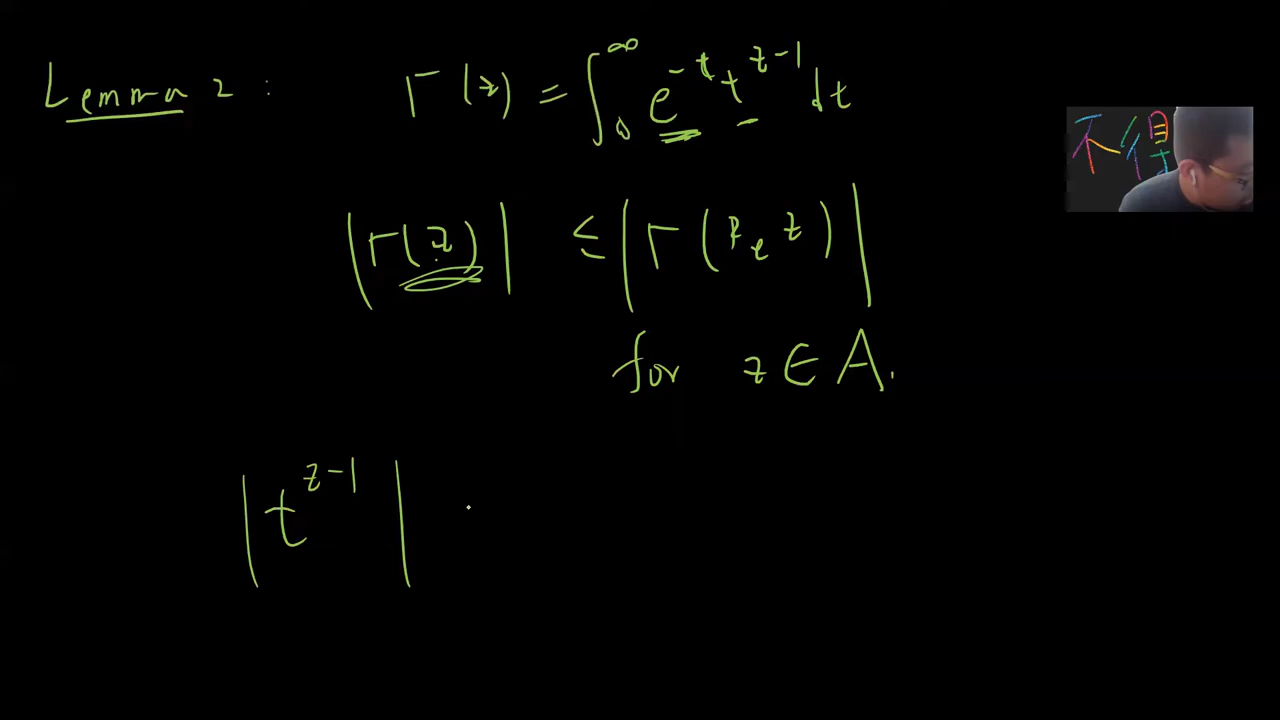 Lemma 2 : Γ(z) = ∫₀^∞ e^{-t} t^{z-1} dt
|Γ(z)| ≤ |Γ(Re z)|
for z ∈ A.
|t^{z-1}|
不得